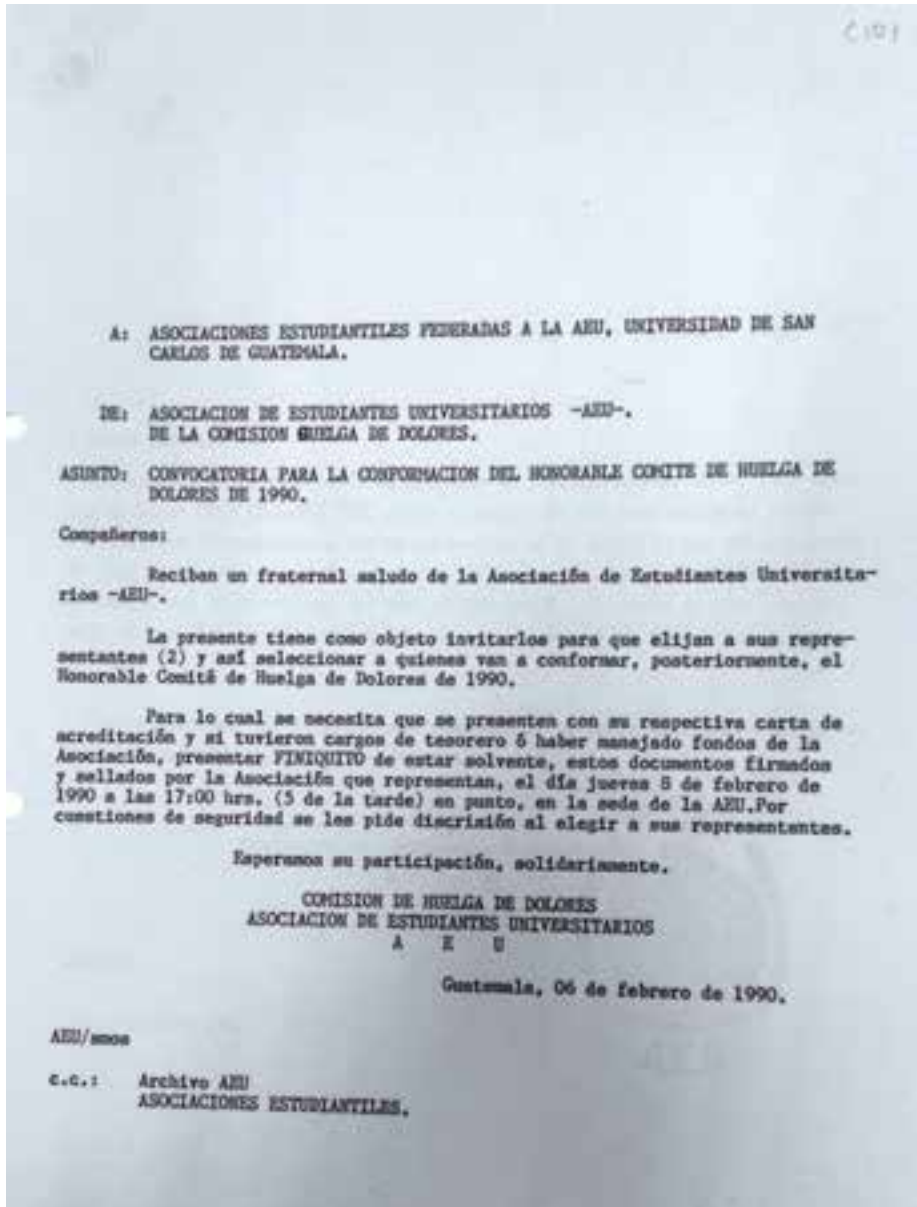 C101
A: ASOCIACIONES ESTUDIANTILES FEDERADAS A LA AEU, UNIVERSIDAD DE SAN
CARLOS DE GUATEMALA.
DE: ASOCIACION DE ESTUDIANTES UNIVERSITARIOS -AEU-.
DE LA COMISION HUELGA DE DOLORES.
ASUNTO: CONVOCATORIA PARA LA CONFORMACION DEL HONORABLE COMITE DE HUELGA DE
DOLORES DE 1990.
Compañeros:
Reciban un fraternal saludo de la Asociación de Estudiantes Universita-
rios -AEU-.
La presente tiene como objeto invitarlos para que elijan a sus repre-
sentantes (2) y así seleccionar a quienes van a conformar, posteriormente, el
Honorable Comité de Huelga de Dolores de 1990.
Para lo cual se necesita que se presenten con su respectiva carta de
acreditación y si tuvieron cargos de tesorero ó haber manejado fondos de la
Asociación, presentar FINIQUITO de estar solvente, estos documentos firmados
y sellados por la Asociación que representan, el día jueves 8 de febrero de
1990 a las 17:00 hrs. (5 de la tarde) en punto, en la sede de la AEU.Por
cuestiones de seguridad se les pide discrisión al elegir a sus representantes.
Esperamos su participación, solidariamente.
COMISION DE HUELGA DE DOLORES
ASOCIACION DE ESTUDIANTES UNIVERSITARIOS
A E U
Guatemala, 06 de febrero de 1990.
AEU/smos
c.c.: Archivo AEU
ASOCIACIONES ESTUDIANTILES.